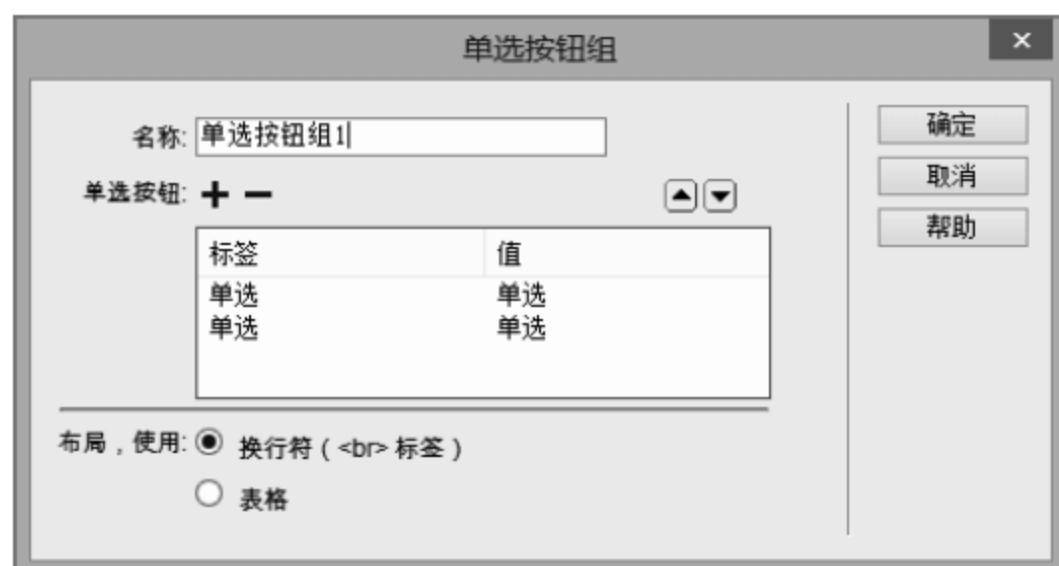 单选按钮组
名称: 单选按钮组1
确定
单选按钮:
取消
帮助
标签 值
单选 单选
单选 单选
布局，使用: 换行符（<br>标签）
表格